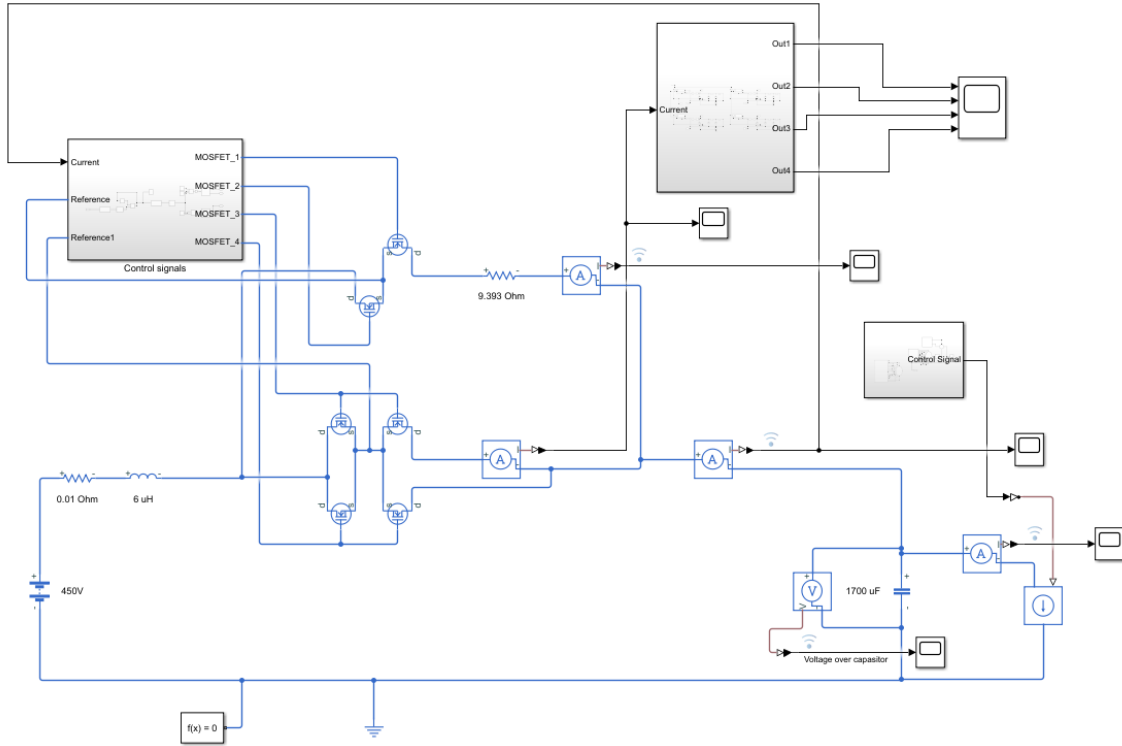 Out1
Out2
Current
Out3
Out4
Current
MOSFET_1
MOSFET_2
Reference
MOSFET_3
Reference1
MOSFET_4
Control signals
+
-
9.393 Ohm
+
A
I
s
d
s
d
Control Signal
s
d
s
d
+
A
I
+
A
I
+
-
+
-
0.01 Ohm
6 uH
s
d
s
d
+
450V
-
+
V
V
-
1700 uF
+
-
+
A
I
Voltage over capasitor
f(x) = 0